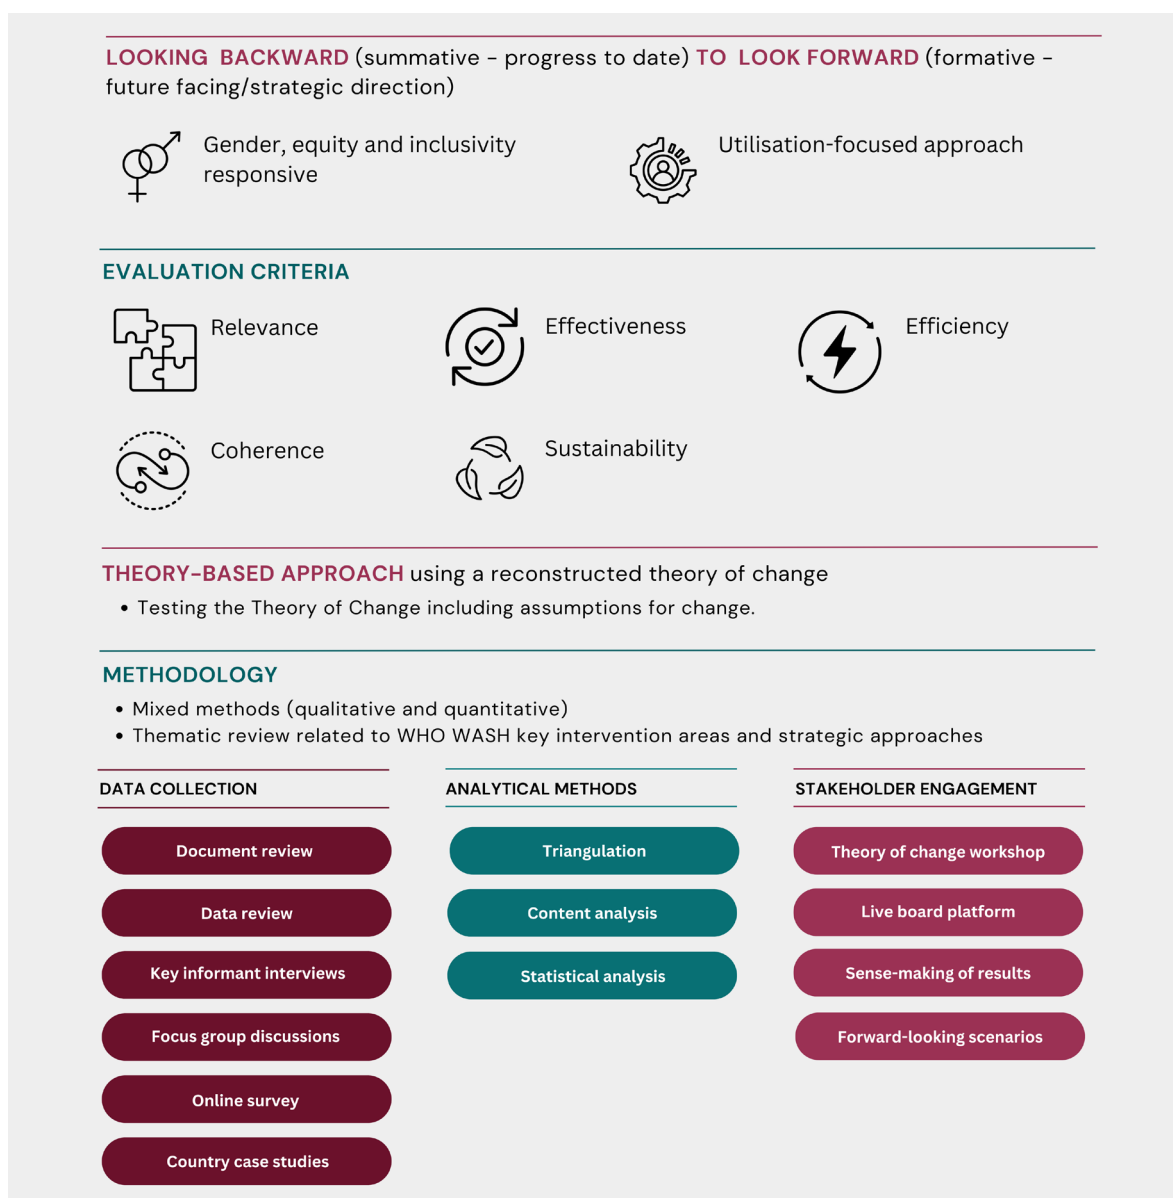 LOOKING BACKWARD (summative – progress to date) TO LOOK FORWARD (formative –
future facing/strategic direction)
Gender, equity and inclusivity
responsive
Utilisation-focused approach
EVALUATION CRITERIA
Relevance
Effectiveness
Efficiency
Coherence
Sustainability
THEORY-BASED APPROACH using a reconstructed theory of change
• Testing the Theory of Change including assumptions for change.
METHODOLOGY
• Mixed methods (qualitative and quantitative)
• Thematic review related to WHO WASH key intervention areas and strategic approaches
DATA COLLECTION
Document review
Data review
Key informant interviews
Focus group discussions
Online survey
Country case studies
ANALYTICAL METHODS
Triangulation
Content analysis
Statistical analysis
STAKEHOLDER ENGAGEMENT
Theory of change workshop
Live board platform
Sense-making of results
Forward-looking scenarios